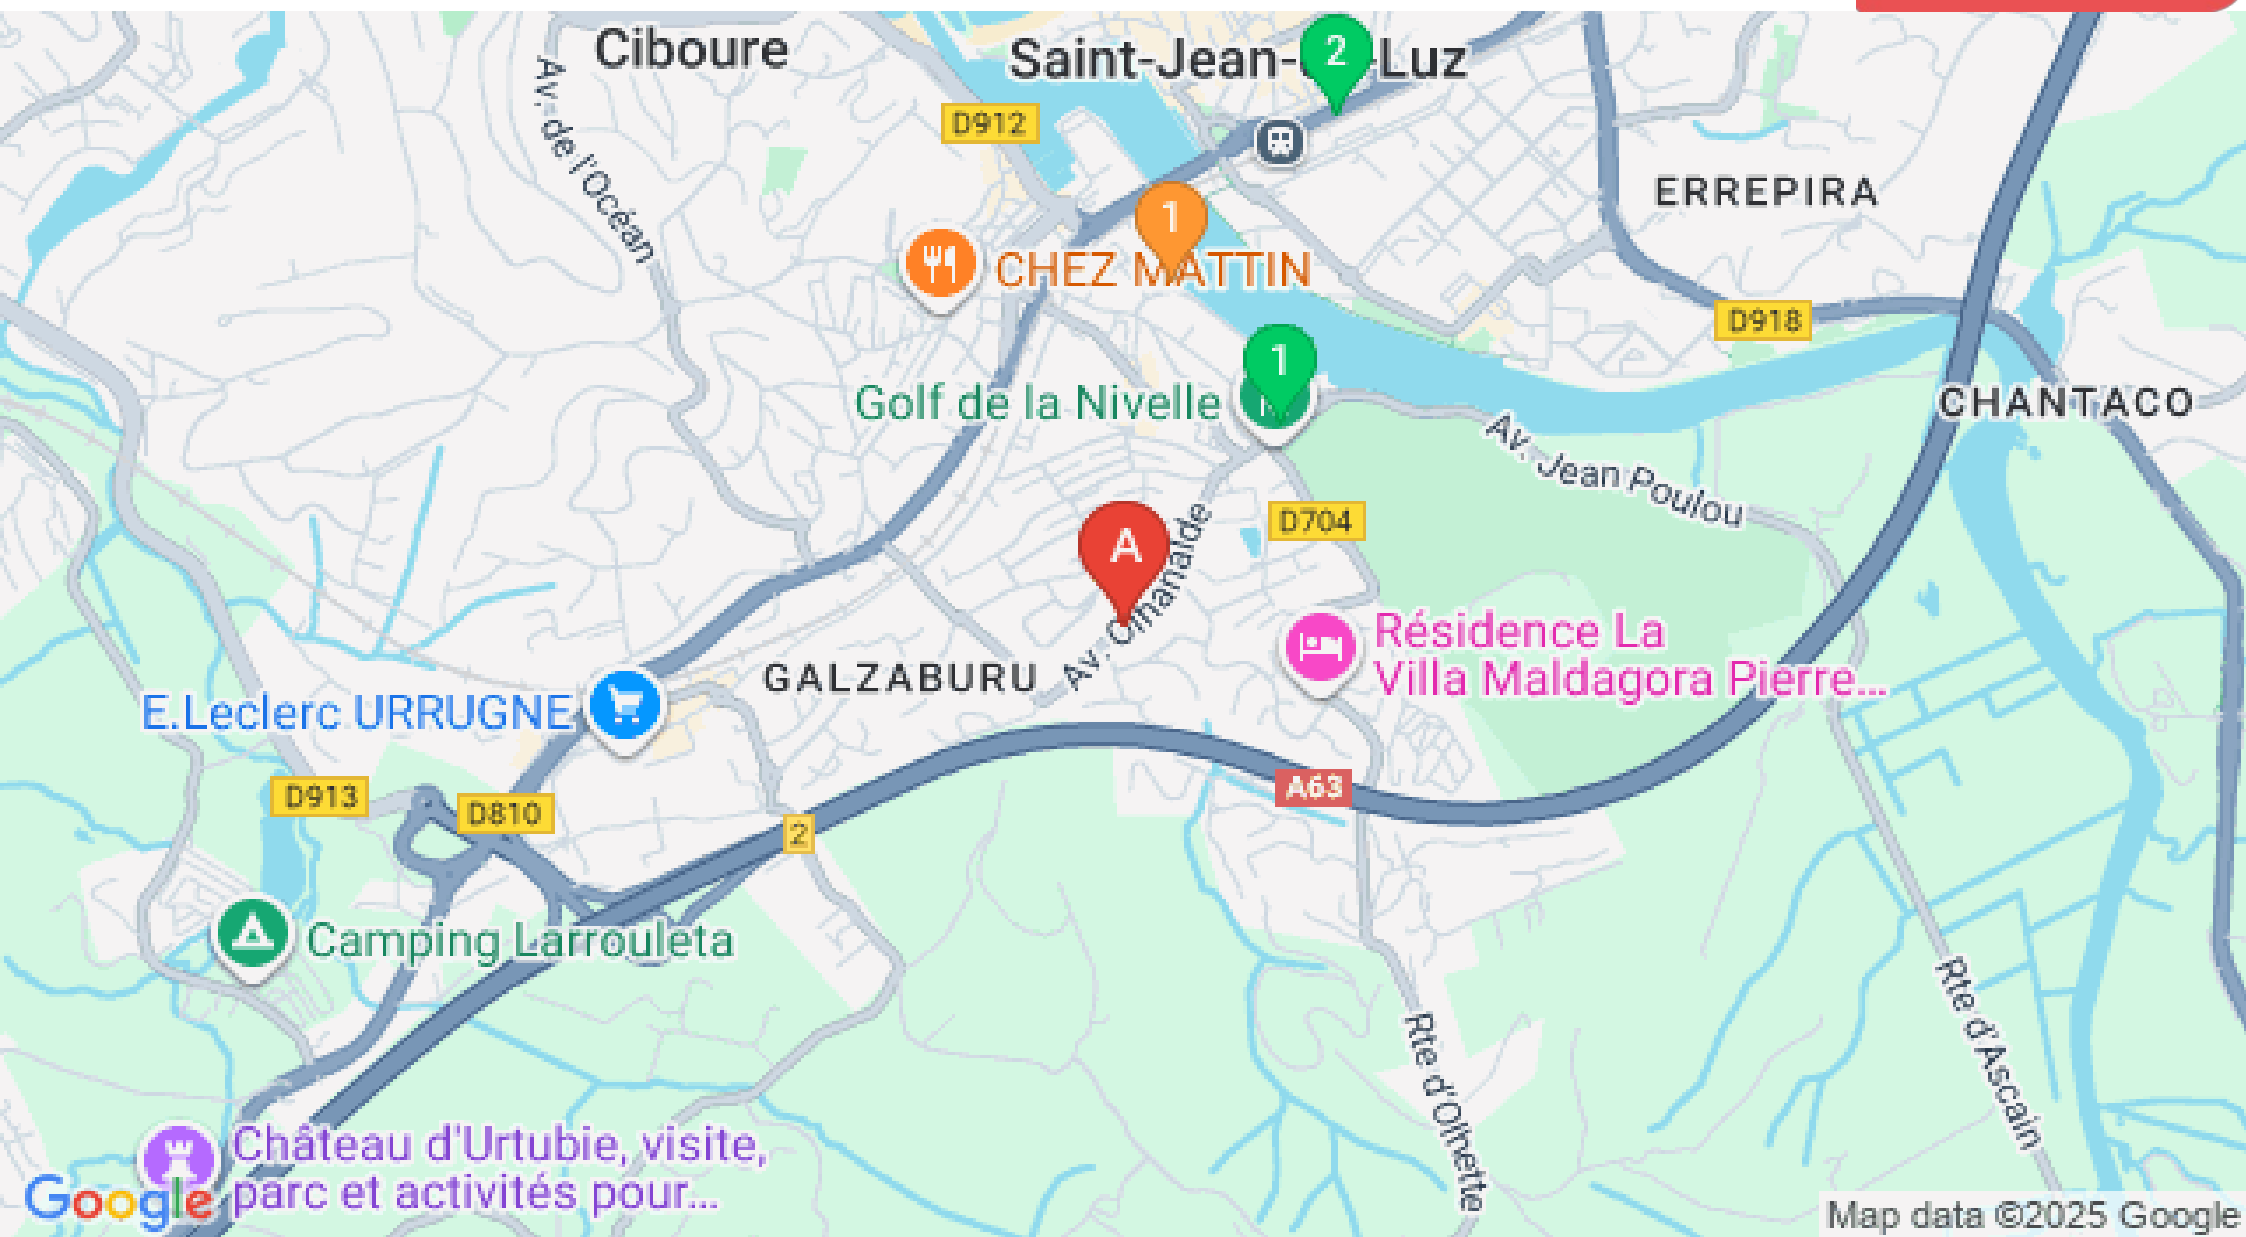 Ciboure
Saint-Jean-
-Luz
2
D912
Av. de l'Océan
ERREPIRA
1
CHEZ MATTIN
D918
1
Golf de la Nivelle
CHANTACO
Av. Jean Poulou
D704
A
Av. Olhanalde
Résidence La
Villa Maldagora Pierre...
GALZABURU
E.Leclerc URRUGNE
D913
D810
A63
2
Camping Larrouleta
Rte d'Ascain
Rte d'Olhette
Château d'Urtubie, visite,
parc et activités pour...
Google
Map data ©2025 Google